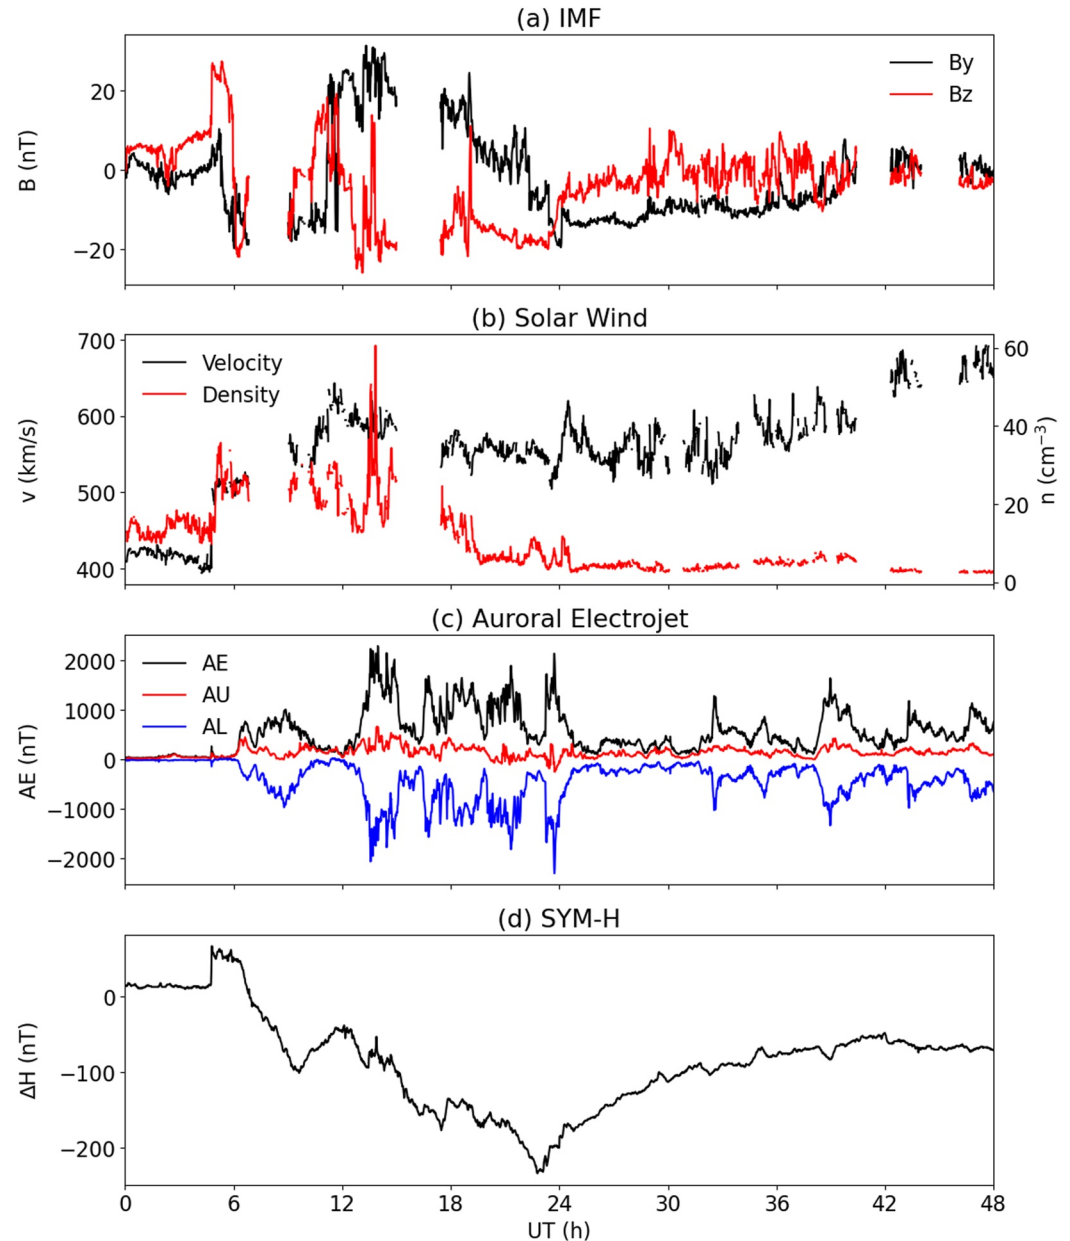 (a) IMF
By
Bz
20
0
−20
B (nT)
(b) Solar Wind
Velocity
Density
700
600
500
400
v (km/s)
60
40
20
0
n (cm⁻³)
(c) Auroral Electrojet
AE
AU
AL
2000
1000
0
−1000
−2000
AE (nT)
(d) SYM-H
0
−100
−200
ΔH (nT)
0 6 12 18 24 30 36 42 48
UT (h)